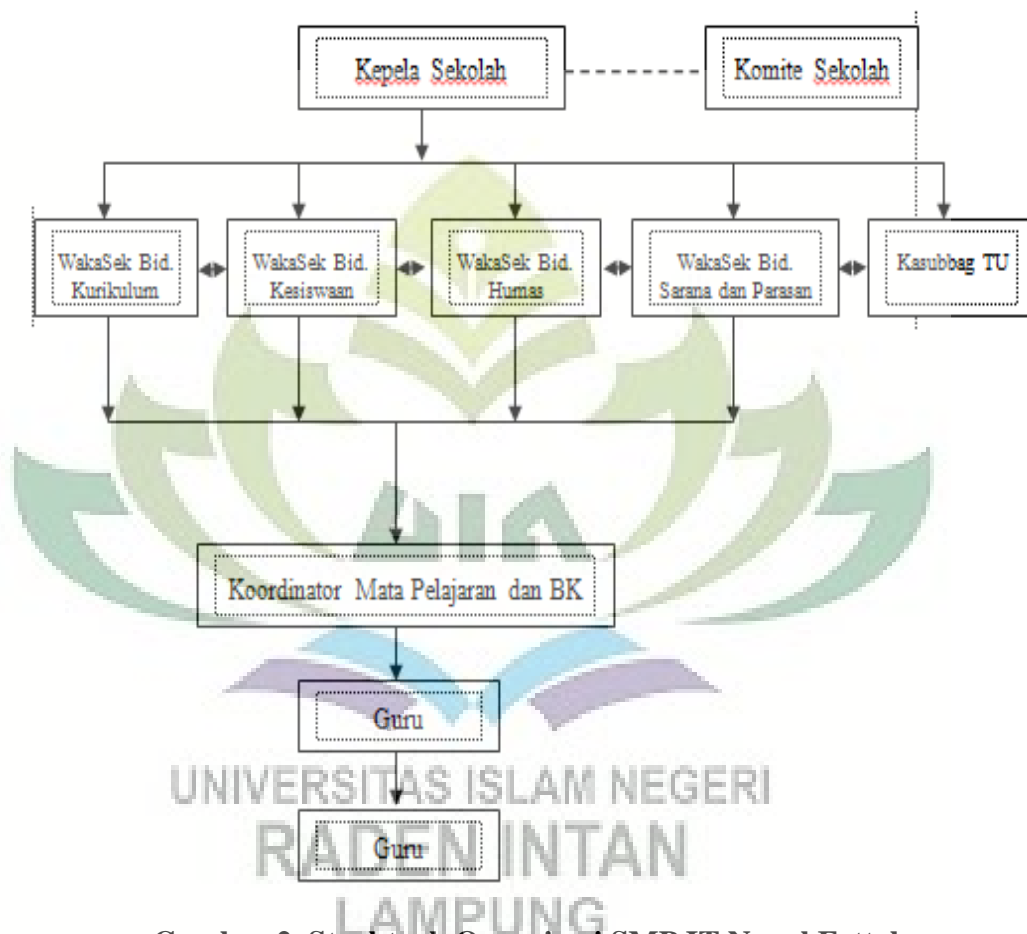 Kepela Sekolah
Komite Sekolah
WakaSek Bid.
Kurikulum
WakaSek Bid.
Kesiswaan
WakaSek Bid.
Humas
WakaSek Bid.
Sarana dan Parasan
Kasubbag TU
Koordinator Mata Pelajaran dan BK
Guru
Guru
UNIVERSITAS ISLAM NEGERI
RADEN INTAN
LAMPUNG